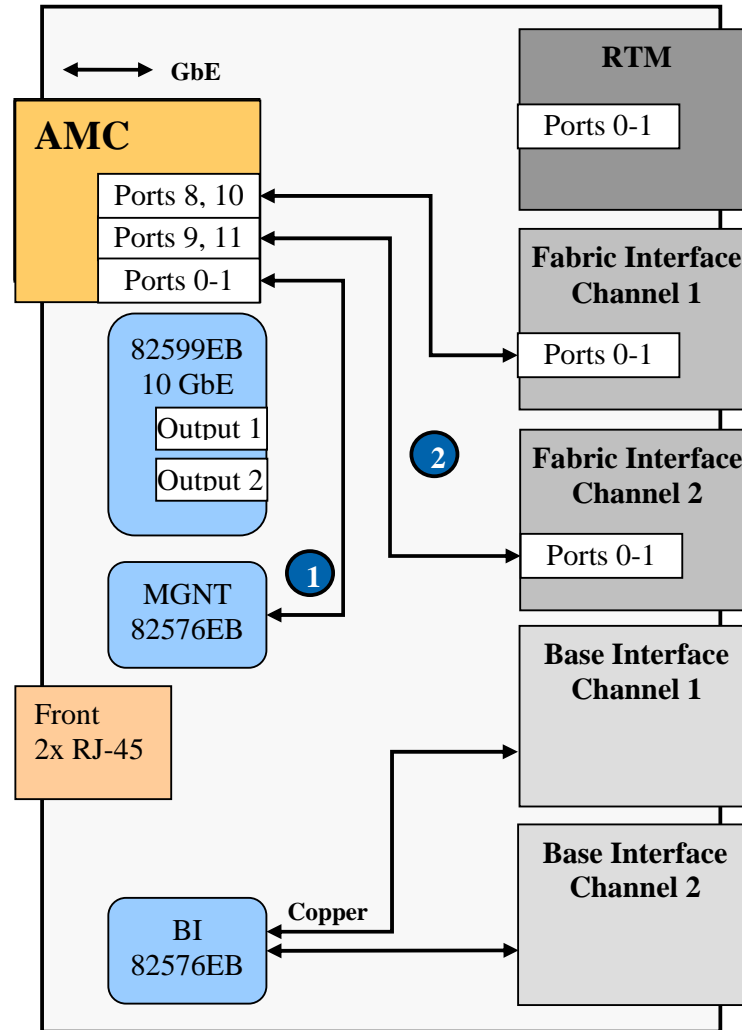 GbE
RTM
Ports 0-1
AMC
Ports 8, 10
Ports 9, 11
Ports 0-1
Fabric Interface
Channel 1
Ports 0-1
82599EB
10 GbE
Output 1
Output 2
2
Fabric Interface
Channel 2
Ports 0-1
1
MGNT
82576EB
Base Interface
Channel 1
Front
2x RJ-45
Base Interface
Channel 2
Copper
BI
82576EB